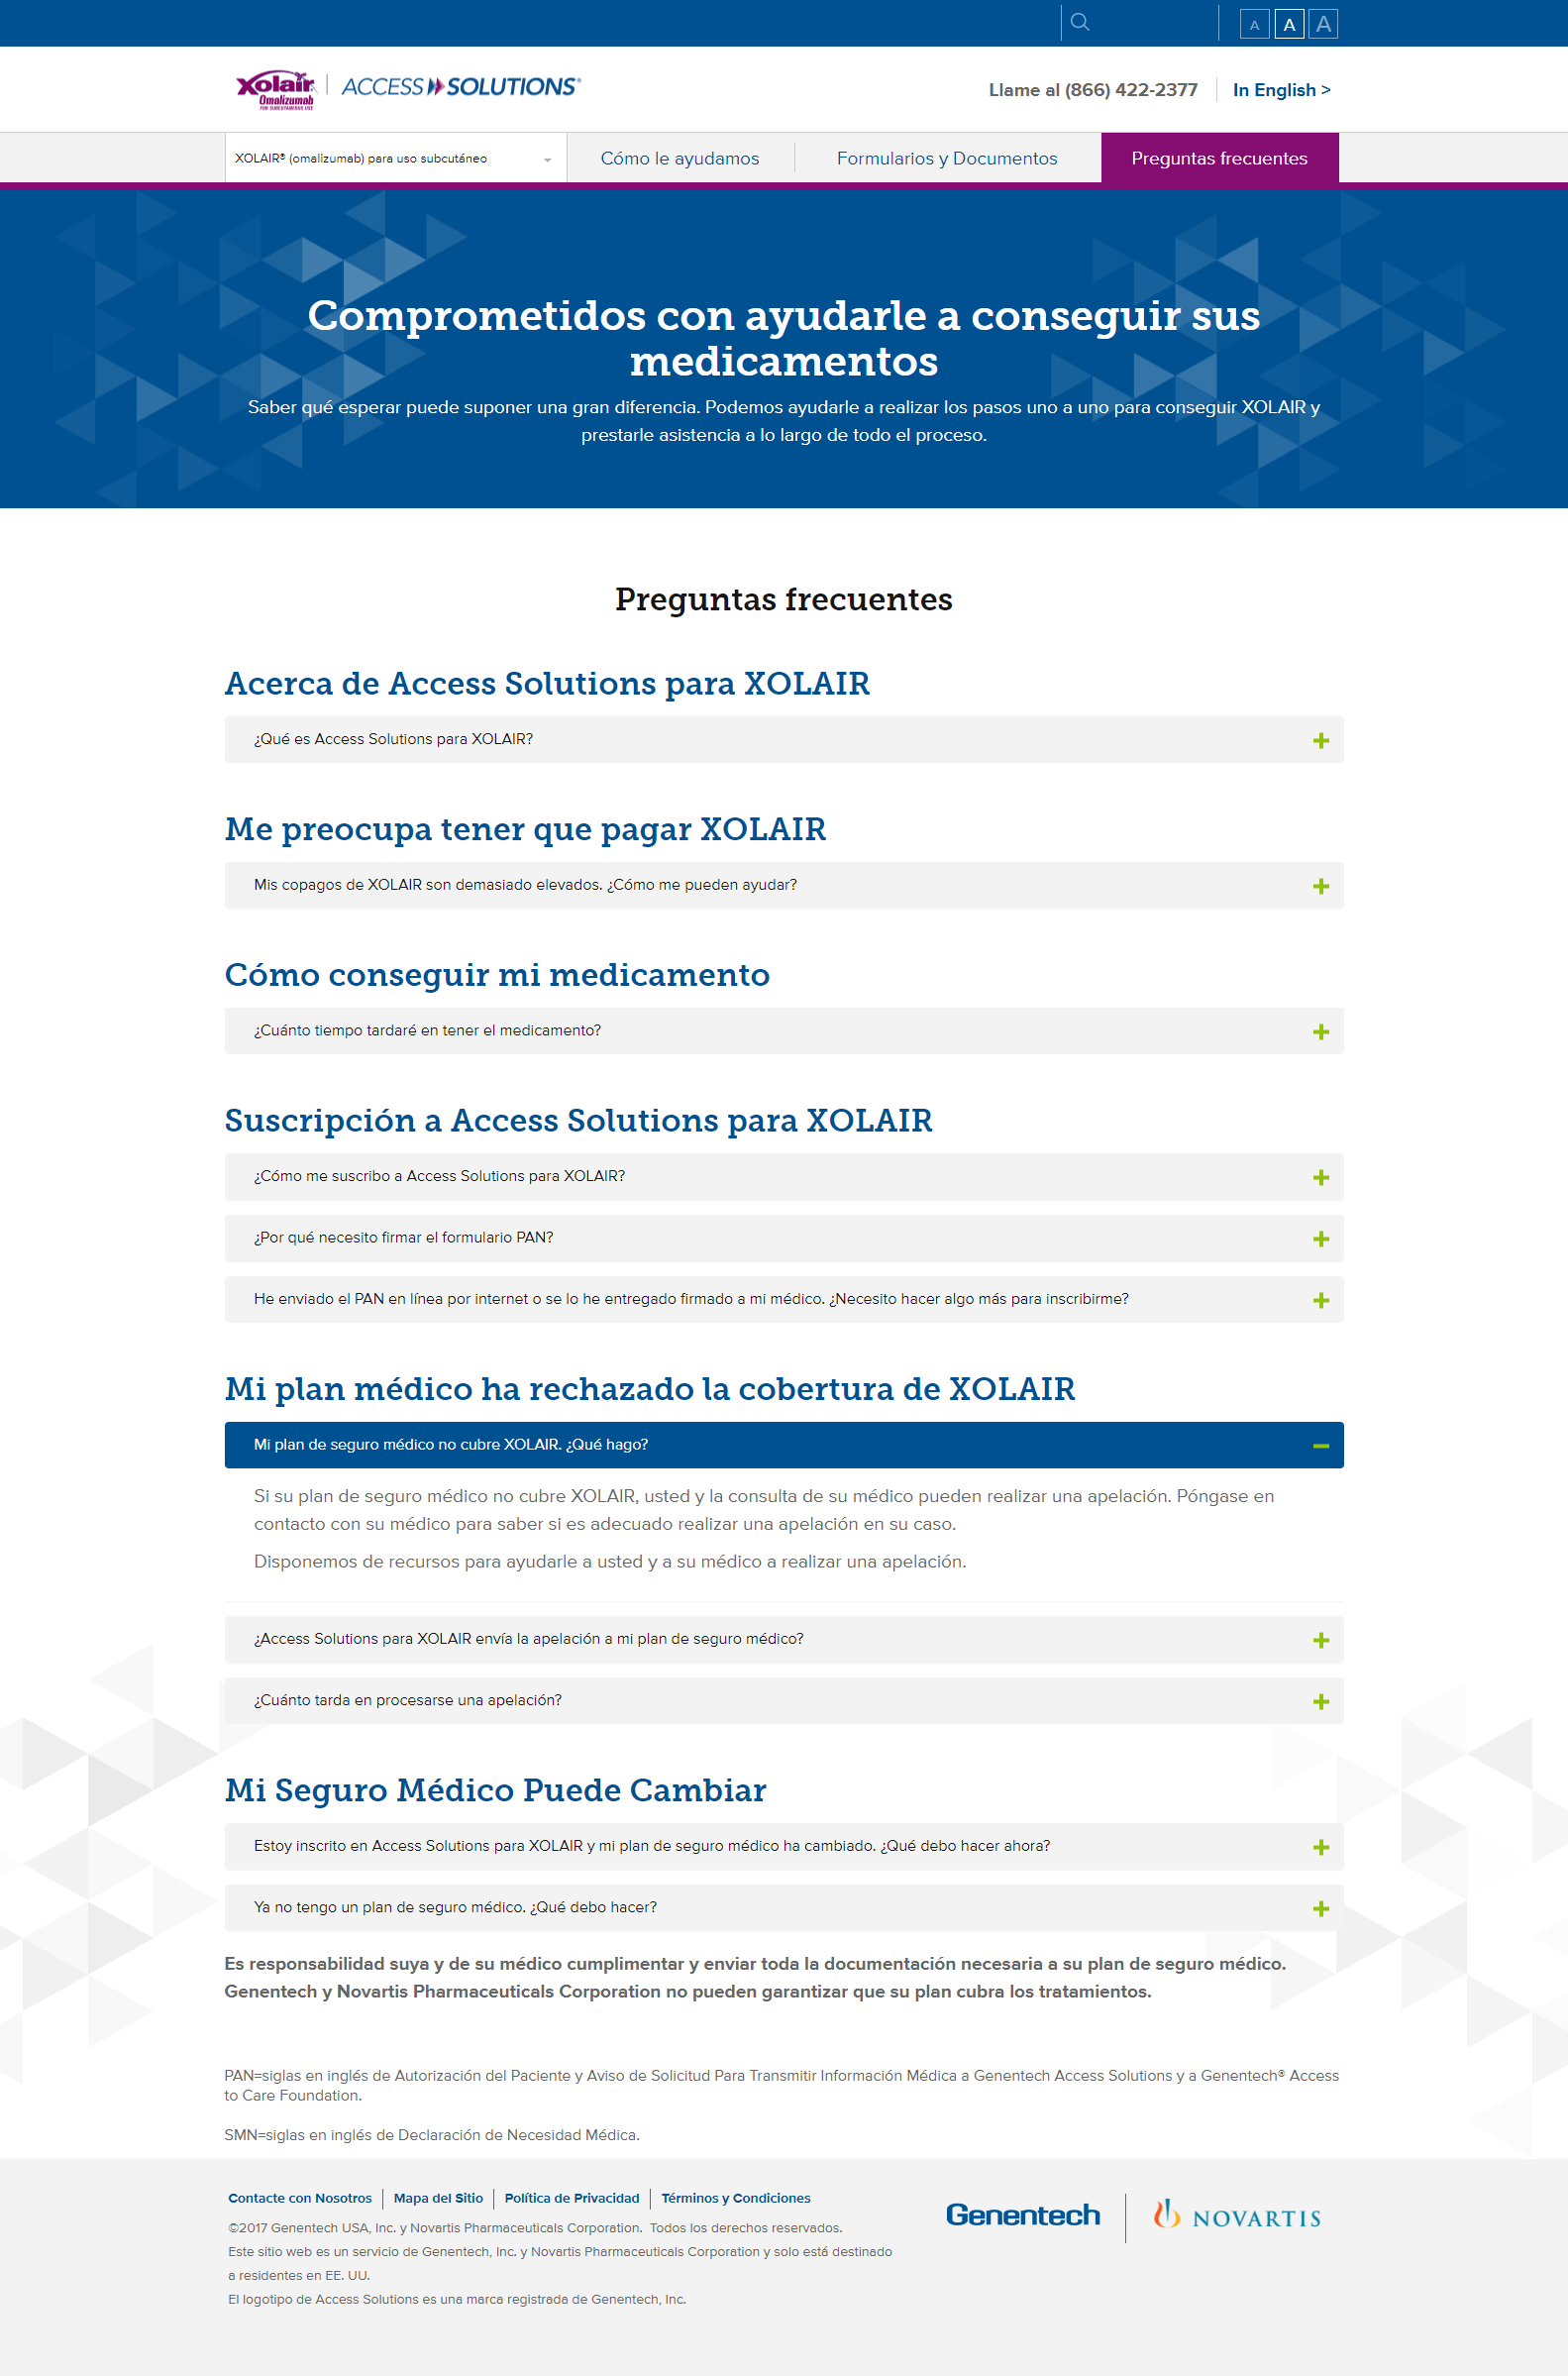 A A A
Xolair
Omalizumab
FOR SUBCUTANEOUS USE
ACCESS SOLUTIONS®
Llame al (866) 422-2377
In English >
XOLAIR® (omalizumab) para uso subcutáneo
Cómo le ayudamos
Formularios y Documentos
Preguntas frecuentes
Comprometidos con ayudarle a conseguir sus
medicamentos
Saber qué esperar puede suponer una gran diferencia. Podemos ayudarle a realizar los pasos uno a uno para conseguir XOLAIR y
prestarle asistencia a lo largo de todo el proceso.
Preguntas frecuentes
Acerca de Access Solutions para XOLAIR
¿Qué es Access Solutions para XOLAIR?
Me preocupa tener que pagar XOLAIR
Mis copagos de XOLAIR son demasiado elevados. ¿Cómo me pueden ayudar?
Cómo conseguir mi medicamento
¿Cuánto tiempo tardaré en tener el medicamento?
Suscripción a Access Solutions para XOLAIR
¿Cómo me suscribo a Access Solutions para XOLAIR?
¿Por qué necesito firmar el formulario PAN?
He enviado el PAN en línea por internet o se lo he entregado firmado a mi médico. ¿Necesito hacer algo más para inscribirme?
Mi plan médico ha rechazado la cobertura de XOLAIR
Mi plan de seguro médico no cubre XOLAIR. ¿Qué hago?
Si su plan de seguro médico no cubre XOLAIR, usted y la consulta de su médico pueden realizar una apelación. Póngase en
contacto con su médico para saber si es adecuado realizar una apelación en su caso.
Disponemos de recursos para ayudarle a usted y a su médico a realizar una apelación.
¿Access Solutions para XOLAIR envía la apelación a mi plan de seguro médico?
¿Cuánto tarda en procesarse una apelación?
Mi Seguro Médico Puede Cambiar
Estoy inscrito en Access Solutions para XOLAIR y mi plan de seguro médico ha cambiado. ¿Qué debo hacer ahora?
Ya no tengo un plan de seguro médico. ¿Qué debo hacer?
Es responsabilidad suya y de su médico cumplimentar y enviar toda la documentación necesaria a su plan de seguro médico.
Genentech y Novartis Pharmaceuticals Corporation no pueden garantizar que su plan cubra los tratamientos.
PAN=siglas en inglés de Autorización del Paciente y Aviso de Solicitud Para Transmitir Información Médica a Genentech Access Solutions y a Genentech® Access
to Care Foundation.
SMN=siglas en inglés de Declaración de Necesidad Médica.
Contacte con Nosotros
Mapa del Sitio
Política de Privacidad
Términos y Condiciones
©2017 Genentech USA, Inc. y Novartis Pharmaceuticals Corporation. Todos los derechos reservados.
Este sitio web es un servicio de Genentech, Inc. y Novartis Pharmaceuticals Corporation y solo está destinado
a residentes en EE. UU.
El logotipo de Access Solutions es una marca registrada de Genentech, Inc.
Genentech
NOVARTIS